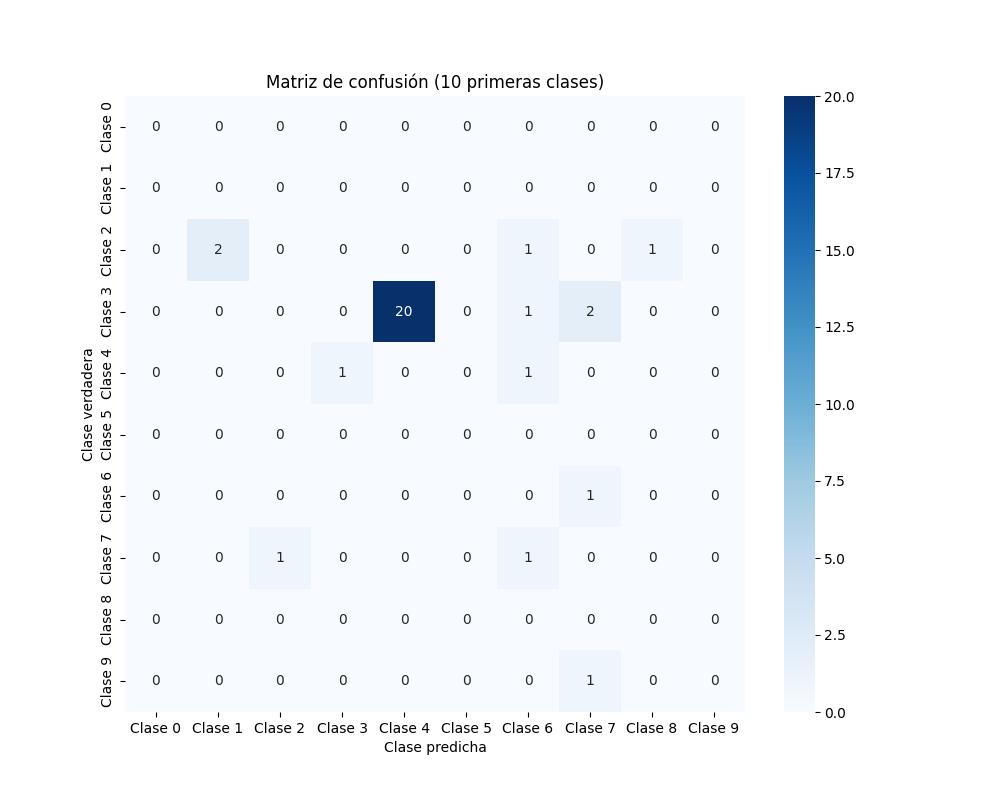 Matriz de confusión (10 primeras clases)
Clase verdadera
Clase 0 0 0 0 0 0 0 0 0 0 0
Clase 1 0 0 0 0 0 0 0 0 0 0
Clase 2 0 2 0 0 0 0 1 0 1 0
Clase 3 0 0 0 0 20 0 1 2 0 0
Clase 4 0 0 0 1 0 0 1 0 0 0
Clase 5 0 0 0 0 0 0 0 0 0 0
Clase 6 0 0 0 0 0 0 0 1 0 0
Clase 7 0 0 1 0 0 0 1 0 0 0
Clase 8 0 0 0 0 0 0 0 0 0 0
Clase 9 0 0 0 0 0 0 0 1 0 0
Clase 0 Clase 1 Clase 2 Clase 3 Clase 4 Clase 5 Clase 6 Clase 7 Clase 8 Clase 9
Clase predicha
20.0
17.5
15.0
12.5
10.0
7.5
5.0
2.5
0.0